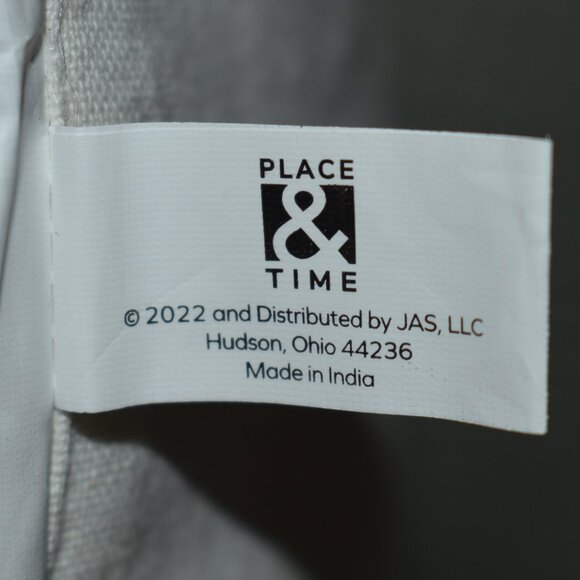 PLACE
&
TIME
© 2022 and Distributed by JAS, LLC
Hudson, Ohio 44236
Made in India